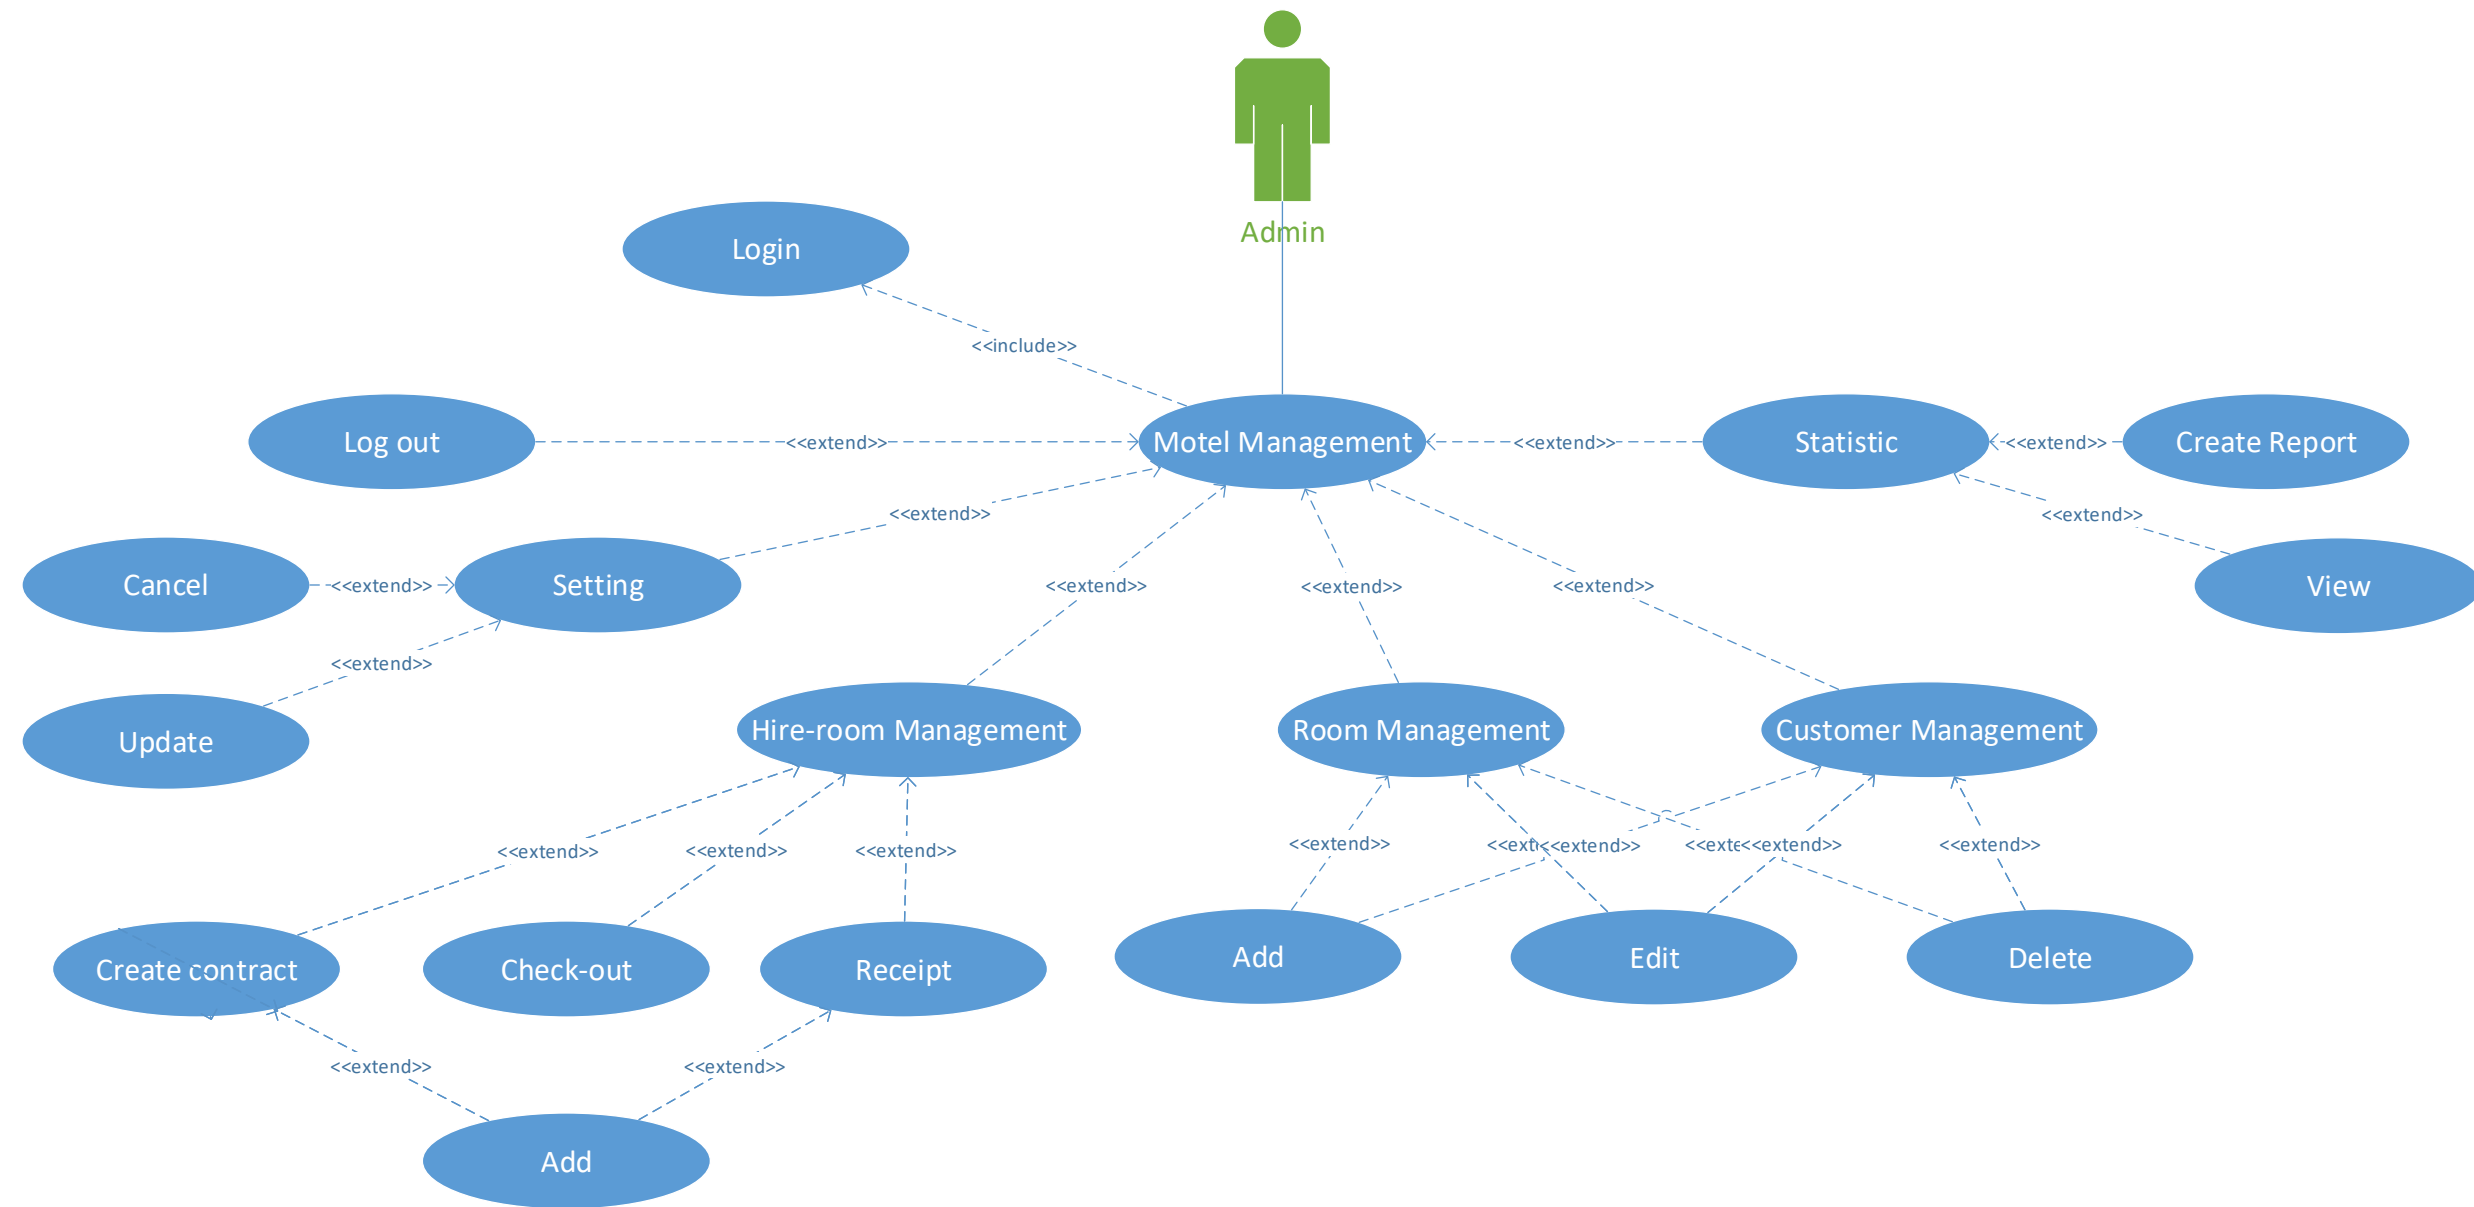 Admin
Login
<<include>>
Log out
<<extend>>
Motel Management
<<extend>>
Statistic
<<extend>>
Create Report
<<extend>>
<<extend>>
Cancel
<<extend>>
Setting
<<extend>>
<<extend>>
<<extend>>
View
<<extend>>
Update
Hire-room Management
Room Management
Customer Management
<<extend>>
<<extend>>
<<extend>>
<<extend>>
<<ext
<<extend>>
<<exte
<<extend>>
<<extend>>
Create contract
Check-out
Receipt
Add
Edit
Delete
<<extend>>
<<extend>>
Add